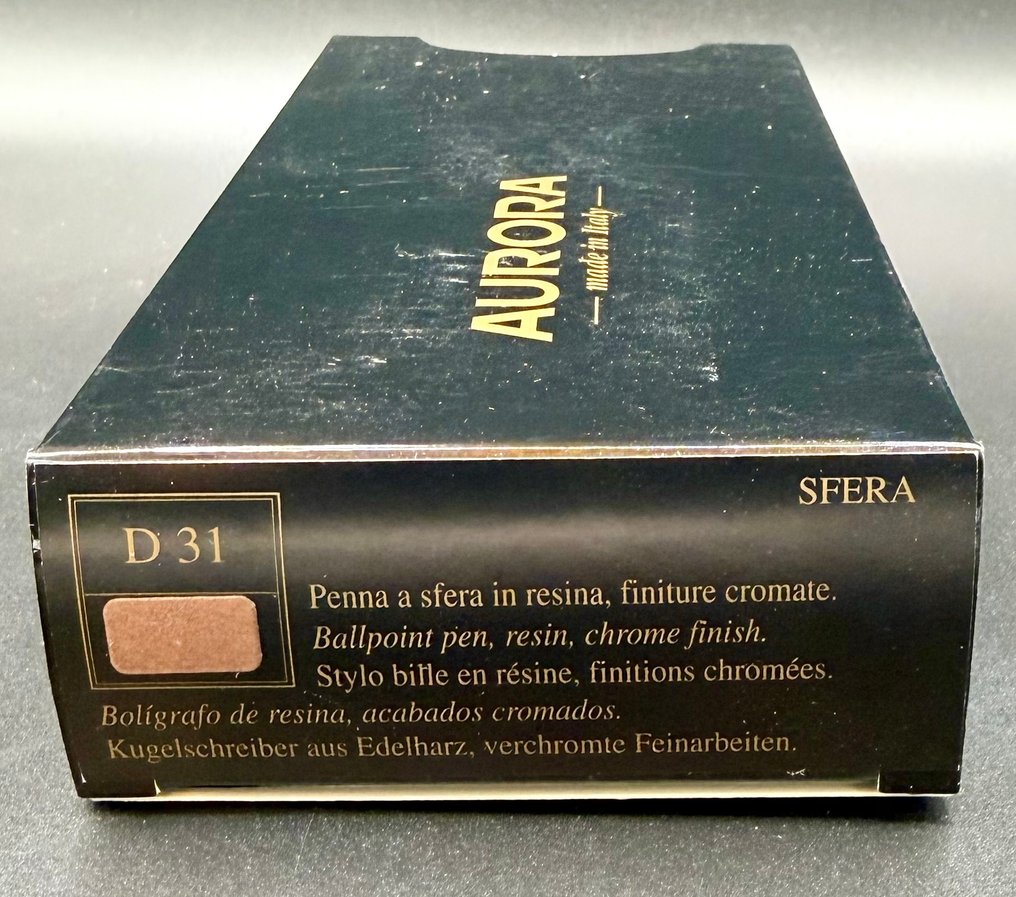 AURORA
— made in Italy —
SFERA
D 31
Penna a sfera in resina, finiture cromate.
Ballpoint pen, resin, chrome finish.
Stylo bille en résine, finitions chromées.
Bolígrafo de resina, acabados cromados.
Kugelschreiber aus Edelharz, verchromte Feinarbeiten.